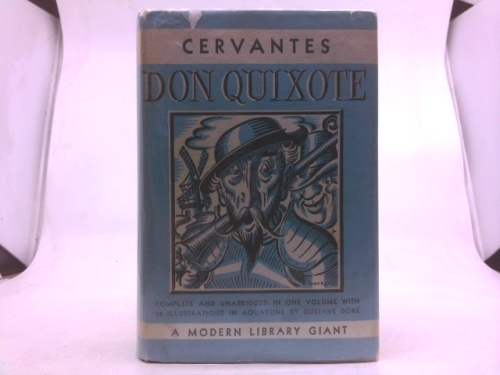 CERVANTES
DON QUIXOTE
COMPLETE AND UNABRIDGED IN ONE VOLUME WITH
ILLUSTRATIONS IN AQUATONE BY GUSTAVE DORÉ
A MODERN LIBRARY GIANT